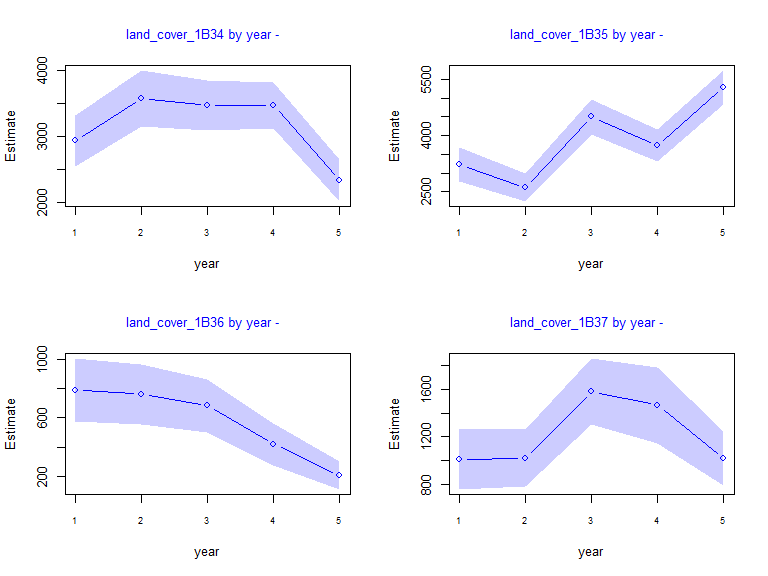 land_cover_1B34 by year -
Estimate
2000 3000 4000
1 2 3 4 5
year
land_cover_1B35 by year -
Estimate
2500 4000 5500
1 2 3 4 5
year
land_cover_1B36 by year -
Estimate
200 600 1000
1 2 3 4 5
year
land_cover_1B37 by year -
Estimate
800 1200 1600
1 2 3 4 5
year